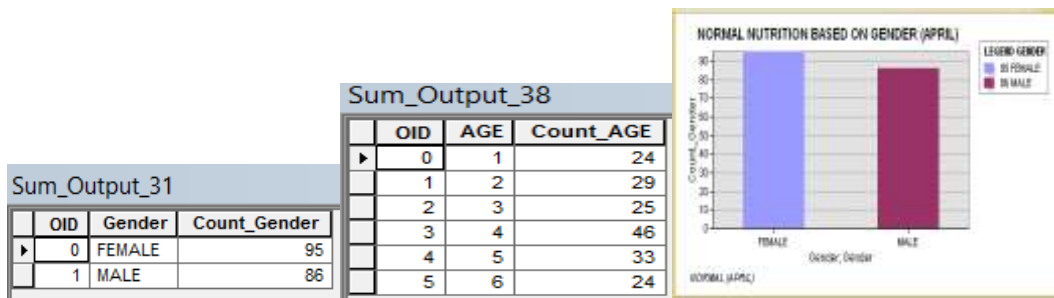 Sum_Output_31
OID Gender Count_Gender
0 FEMALE 95
1 MALE 86
Sum_Output_38
OID AGE Count_AGE
0 1 24
1 2 29
2 3 25
3 4 46
4 5 33
5 6 24
NORMAL NUTRITION BASED ON GENDER (APRIL)
LEGEND GENDER
95 FEMALE
86 MALE
Count_Gender
90
80
70
60
50
40
30
20
10
0
FEMALE MALE
Gender, Gender
NORMAL (APRIL)